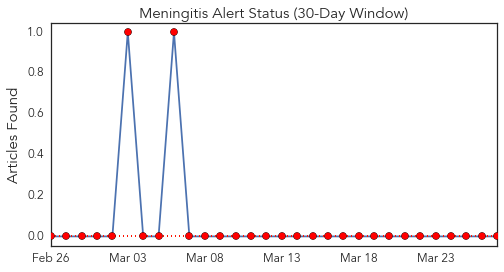 Meningitis Alert Status (30-Day Window)
Articles Found
1.0
0.8
0.6
0.4
0.2
0.0
Feb 26 Mar 03 Mar 08 Mar 13 Mar 18 Mar 23